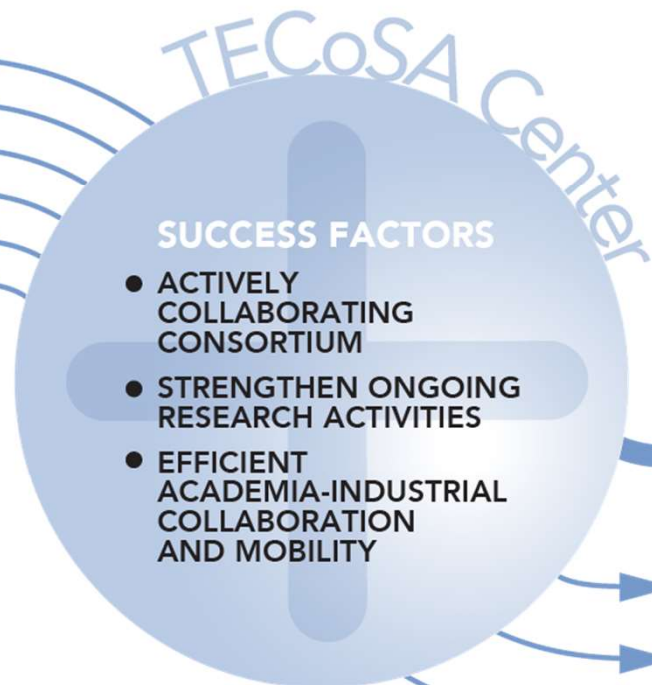 TECoSA Center
SUCCESS FACTORS
● ACTIVELY
COLLABORATING
CONSORTIUM
● STRENGTHEN ONGOING
RESEARCH ACTIVITIES
● EFFICIENT
ACADEMIA-INDUSTRIAL
COLLABORATION
AND MOBILITY